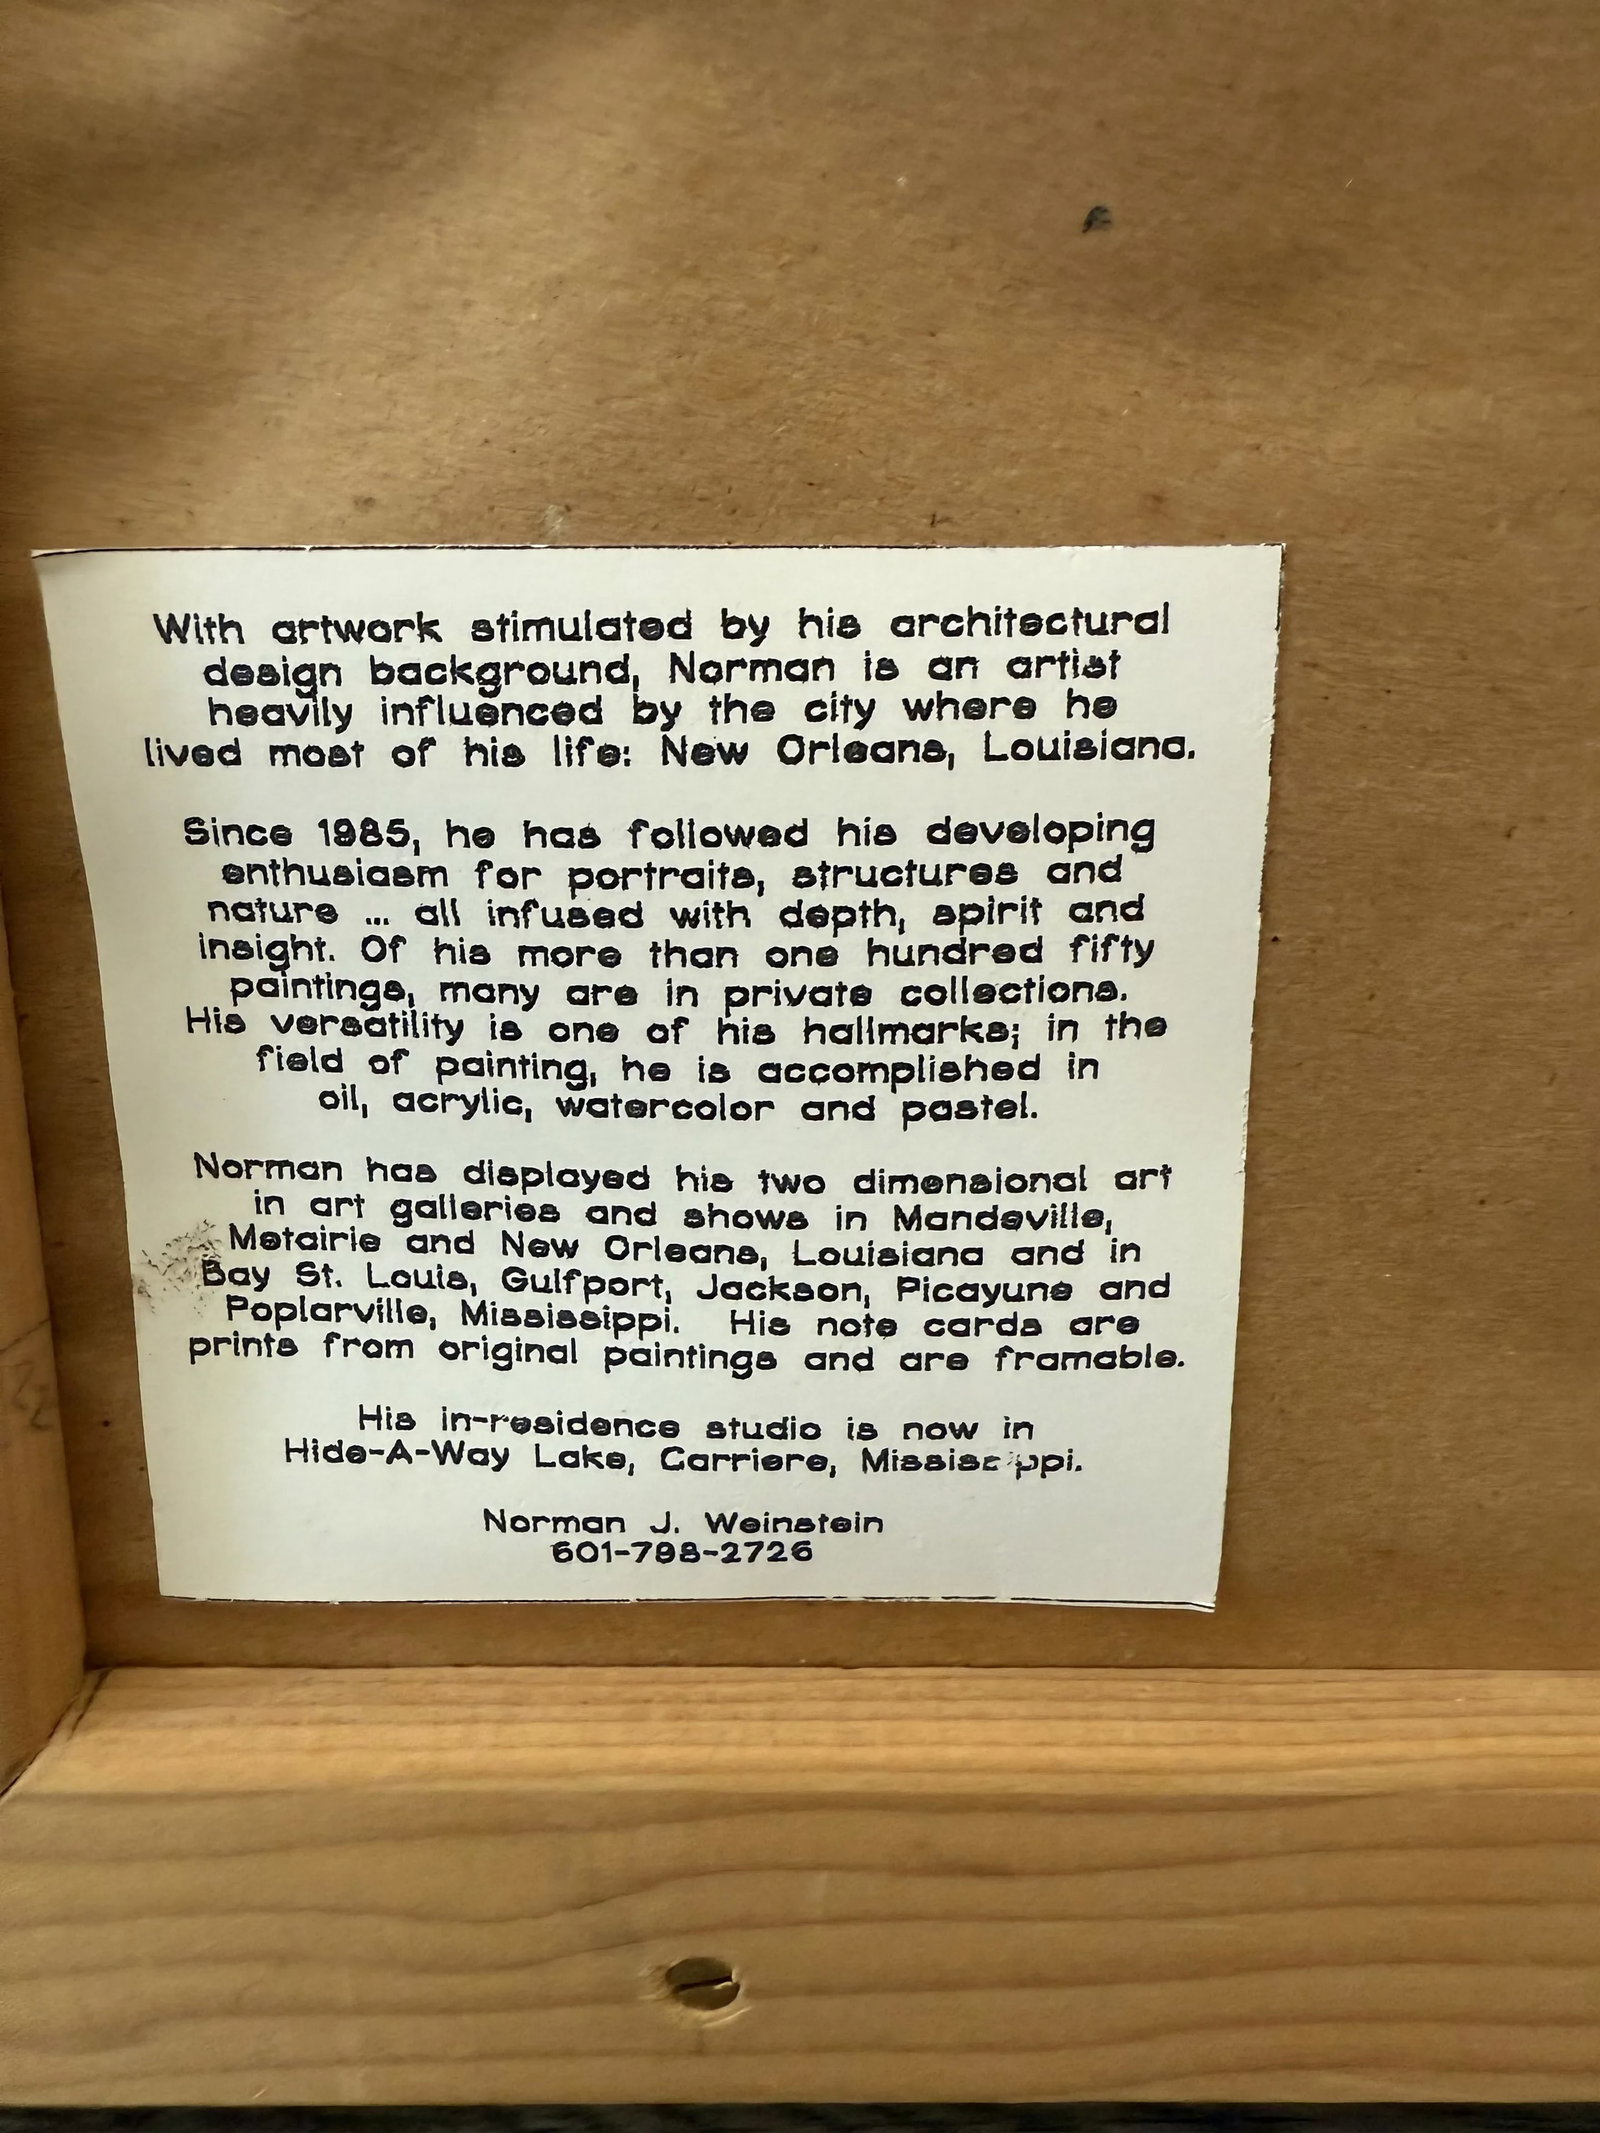 With artwork stimulated by his architectural
design background, Norman is an artist
heavily influenced by the city where he
lived most of his life: New Orleans, Louisiana.
Since 1985, he has followed his developing
enthusiasm for portraits, structures and
nature ... all infused with depth, spirit and
insight. Of his more than one hundred fifty
paintings, many are in private collections.
His versatility is one of his hallmarks; in the
field of painting, he is accomplished in
oil, acrylic, watercolor and pastel.
Norman has displayed his two dimensional art
in art galleries and shows in Mandeville,
Metairie and New Orleans, Louisiana and in
Bay St. Louis, Gulfport, Jackson, Picayune and
Poplarville, Mississippi. His note cards are
prints from original paintings and are framable.
His in-residence studio is now in
Hide-A-Way Lake, Carriere, Mississippi.
Norman J. Weinstein
601-798-2726